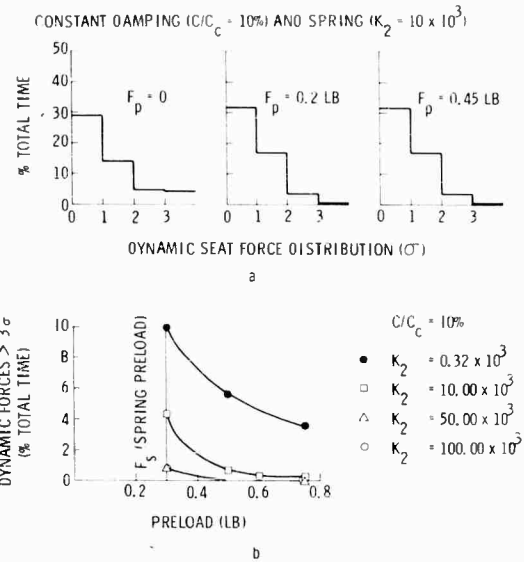 CONSTANT DAMPING (C/C_c = 10%) AND SPRING (K_2 = 10 x 10^3)
% TOTAL TIME
50
40
30
20
10
0
F_p = 0
F_p = 0.2 LB
F_p = 0.45 LB
0 1 2 3
0 1 2 3
0 1 2 3
DYNAMIC SEAT FORCE DISTRIBUTION (σ)
a
DYNAMIC FORCES > 3σ
(% TOTAL TIME)
10
8
6
4
2
0
F_s (SPRING PRELOAD)
0.2 0.4 0.6 0.8
PRELOAD (LB)
C/C_c = 10%
K_2 = 0.32 x 10^3
K_2 = 10.00 x 10^3
K_2 = 50.00 x 10^3
K_2 = 100.00 x 10^3
b